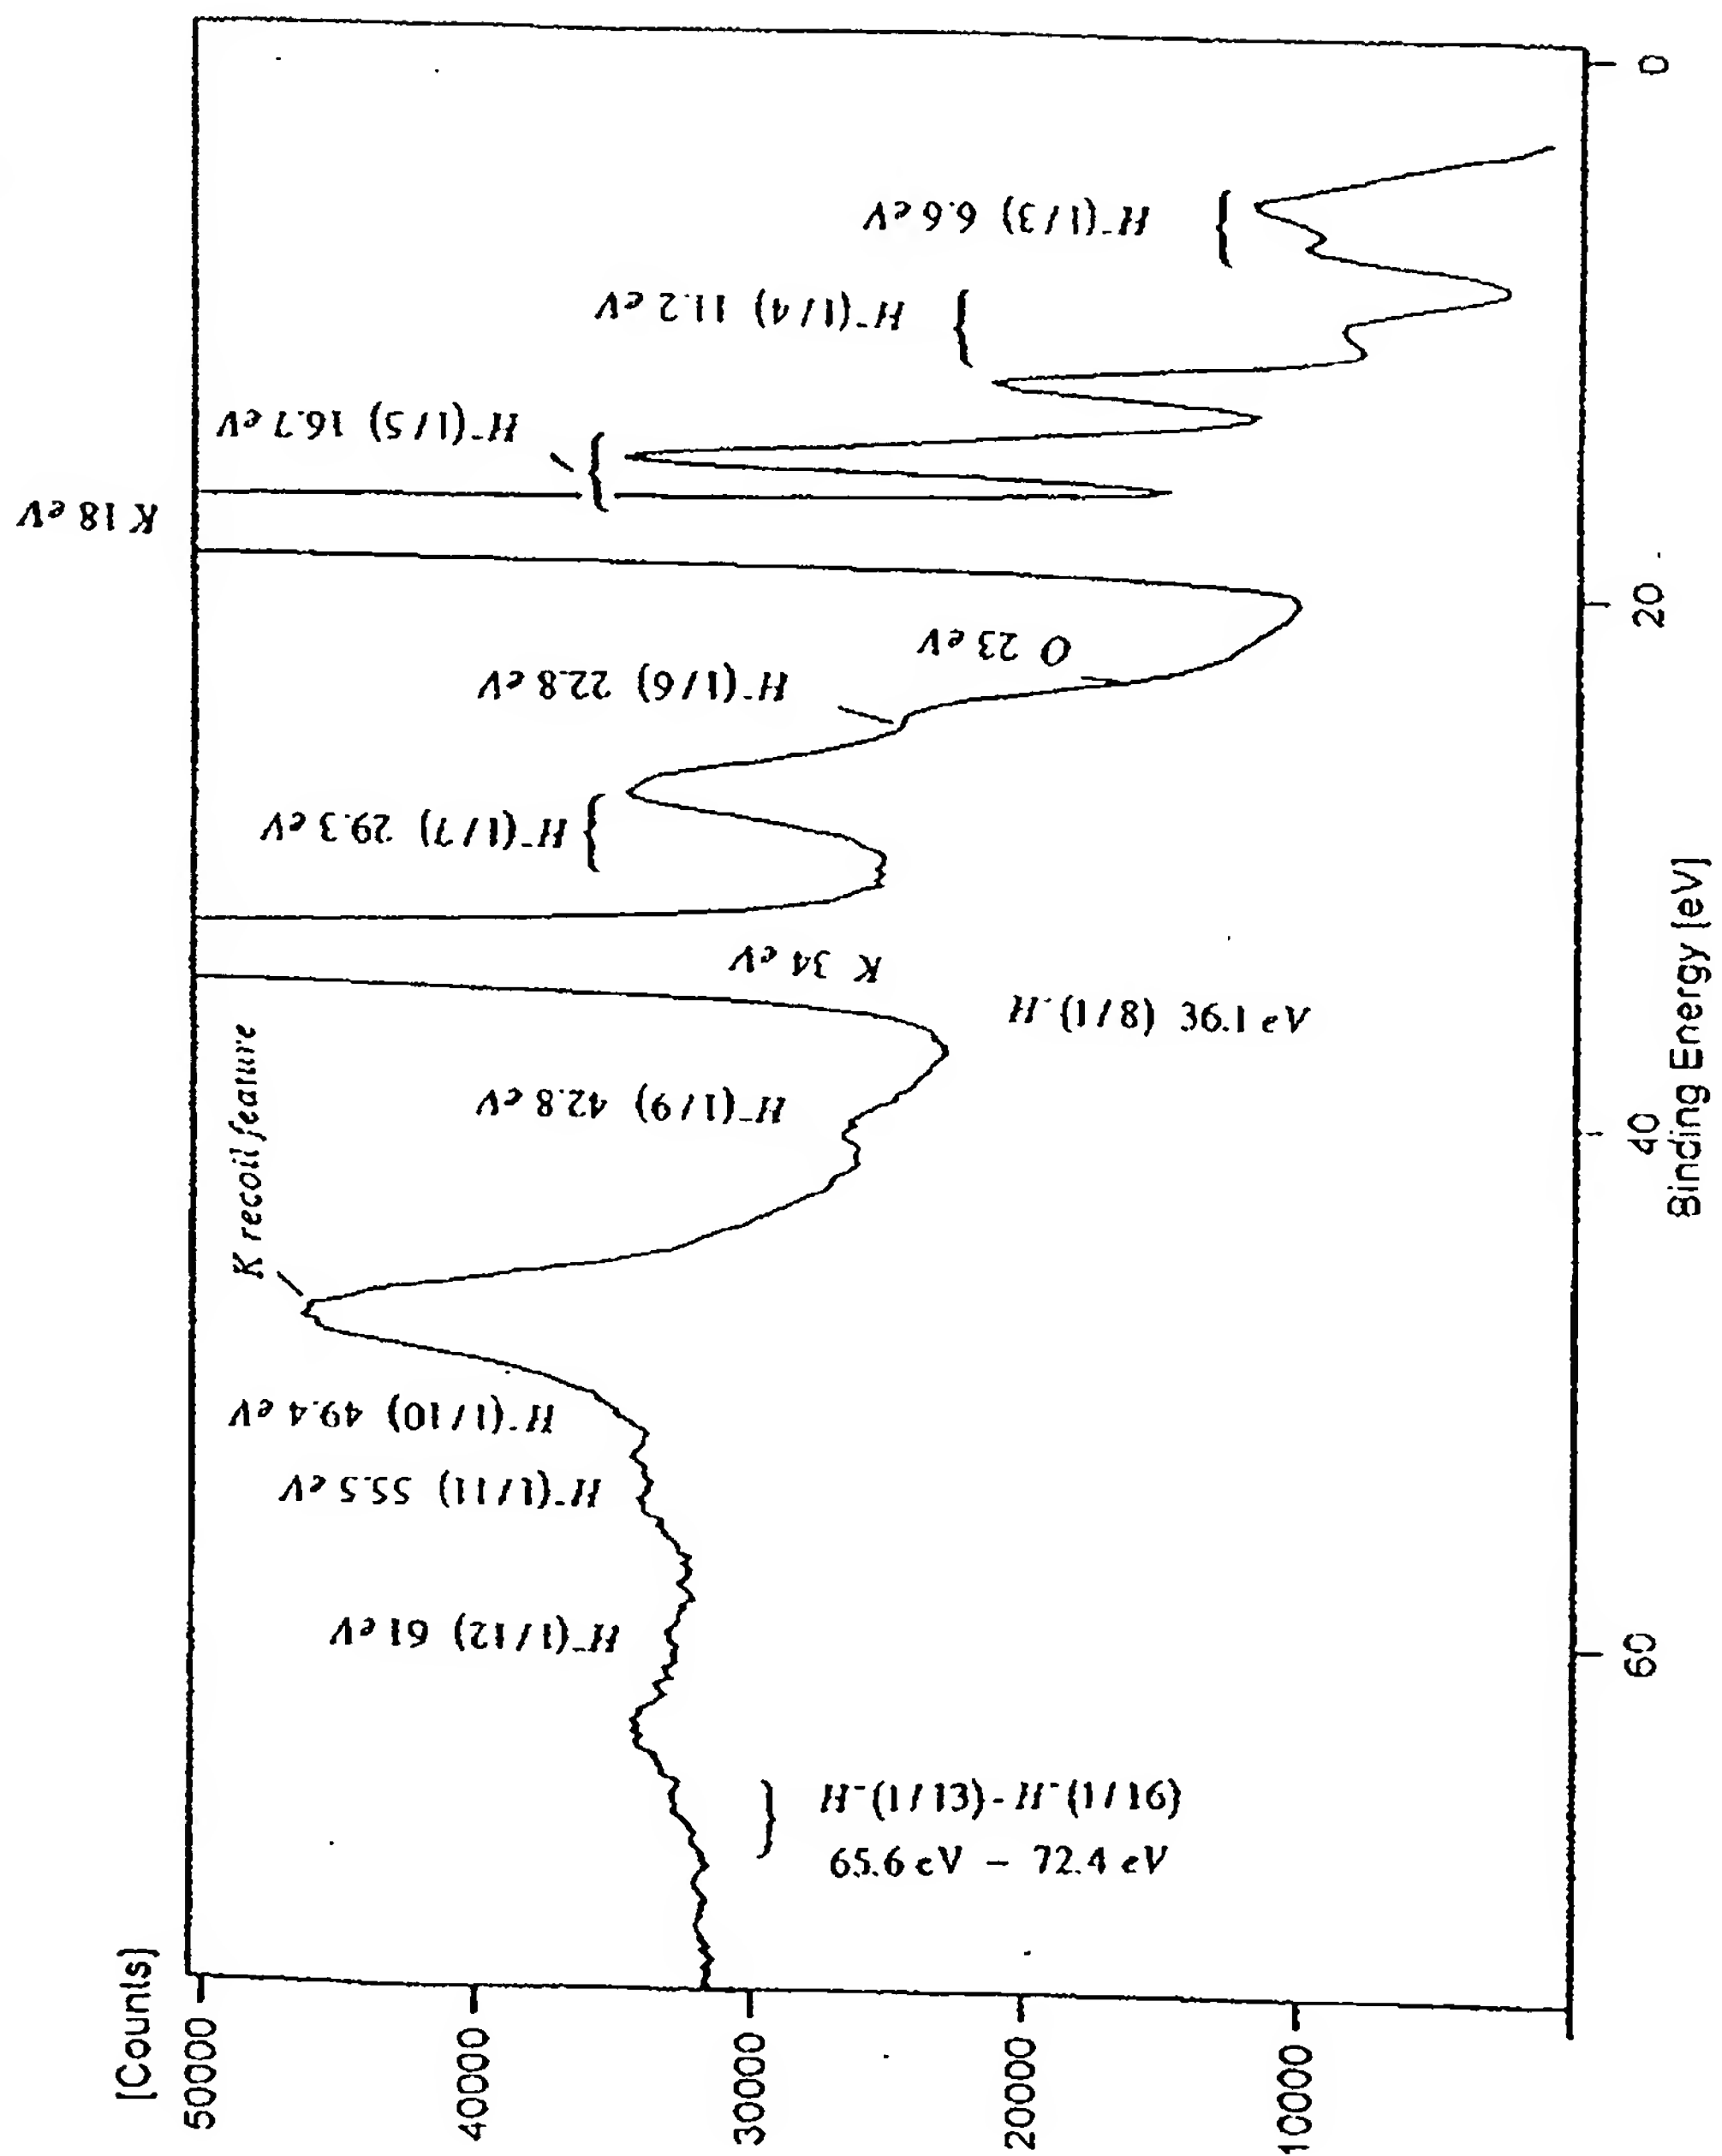 [Counts]
50000
40000
30000
20000
10000
K recoil feature
H⁻(1/13)-H⁻(1/16)
65.6 eV – 72.4 eV
H⁻(1/12) 61 eV
H⁻(1/11) 55.5 eV
H⁻(1/10) 49.4 eV
H⁻(1/9) 42.8 eV
H⁻(1/8) 36.1 eV
K 34 eV
H⁻(1/7) 29.3 eV
H⁻(1/6) 22.8 eV
O 23 eV
K 18 eV
H⁻(1/5) 16.7 eV
H⁻(1/4) 11.2 eV
H⁻(1/3) 6.6 eV
60
40
20
0
Binding Energy [eV]